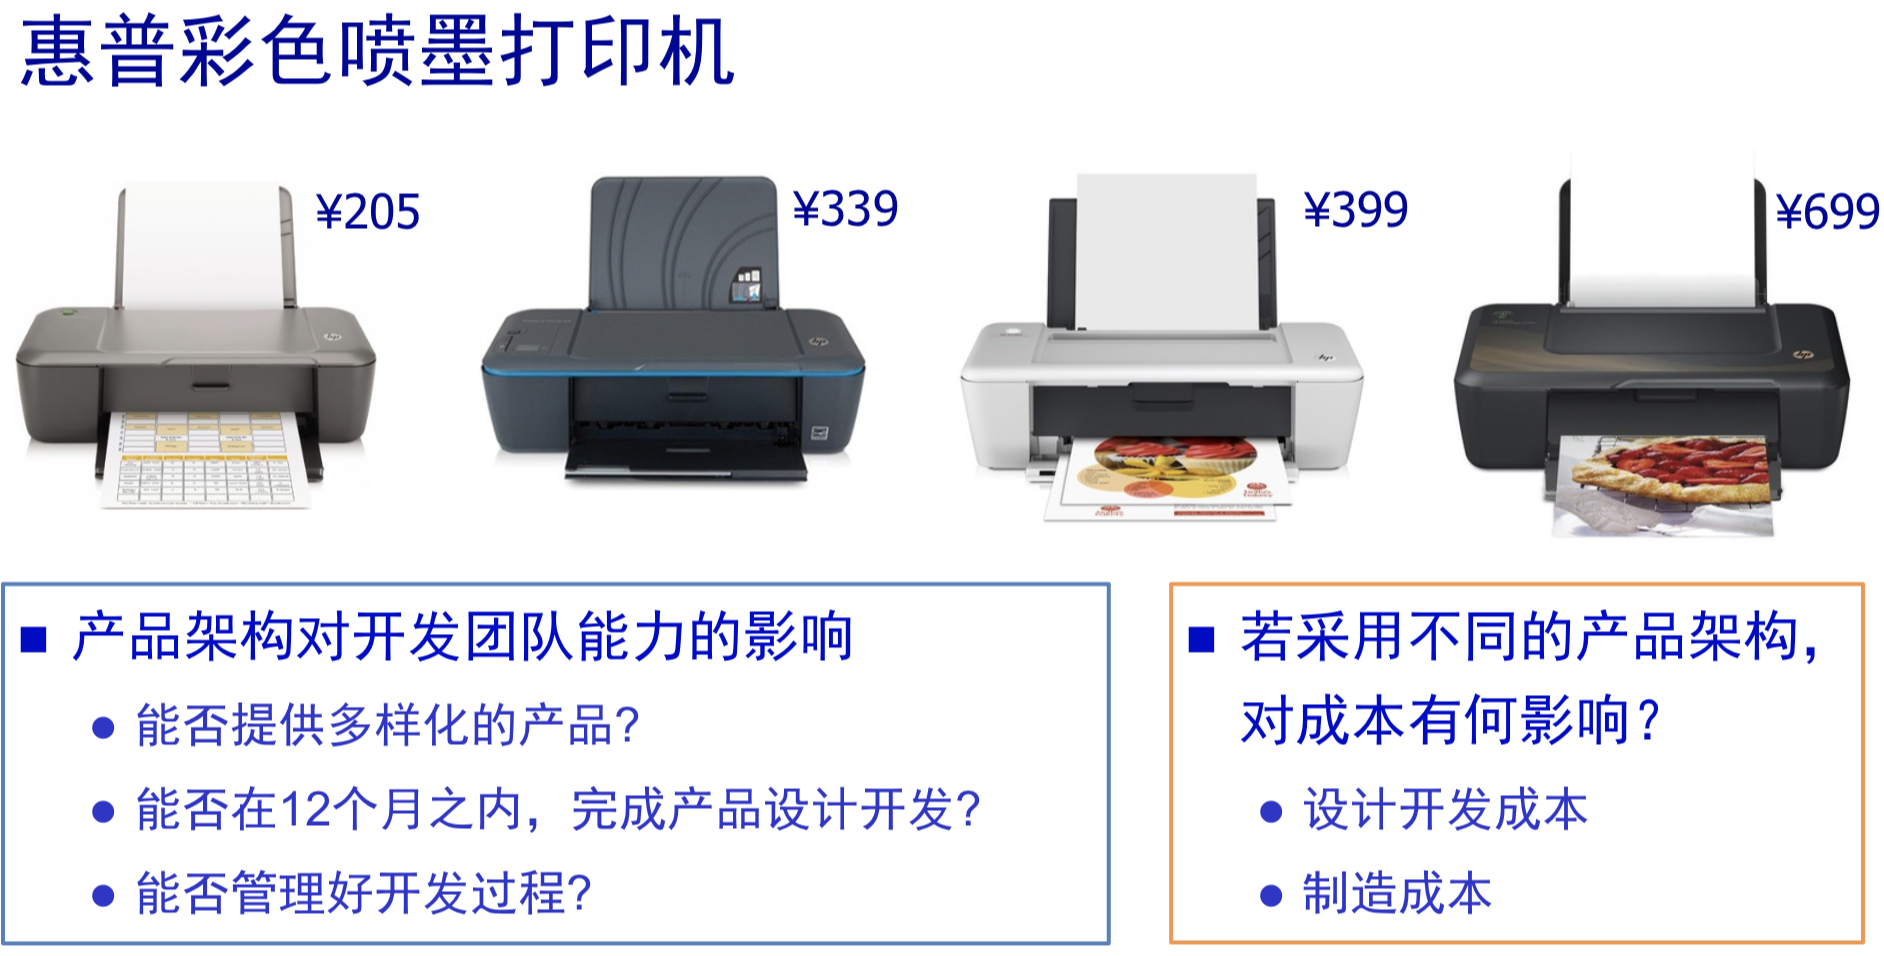 惠普彩色喷墨打印机
¥205
¥339
¥399
¥699
hp
hp
hp
hp
■ 产品架构对开发团队能力的影响
● 能否提供多样化的产品?
● 能否在12个月之内，完成产品设计开发?
● 能否管理好开发过程?
■ 若采用不同的产品架构，
对成本有何影响?
● 设计开发成本
● 制造成本